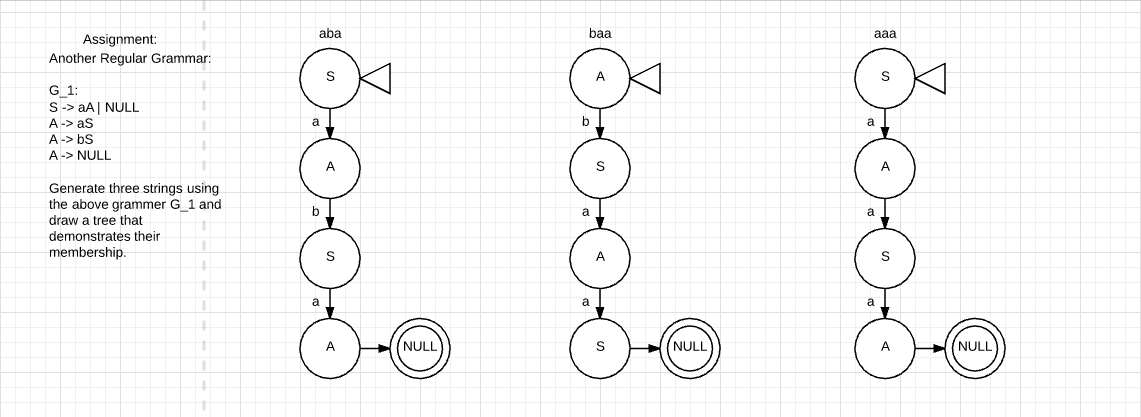 Assignment:
Another Regular Grammar:
G_1:
S -> aA | NULL
A -> aS
A -> bS
A -> NULL
Generate three strings using
the above grammer G_1 and
draw a tree that
demonstrates their
membership.
aba
S
a
A
b
S
a
A
NULL
baa
A
b
S
a
A
a
S
NULL
aaa
S
a
A
a
S
a
A
NULL